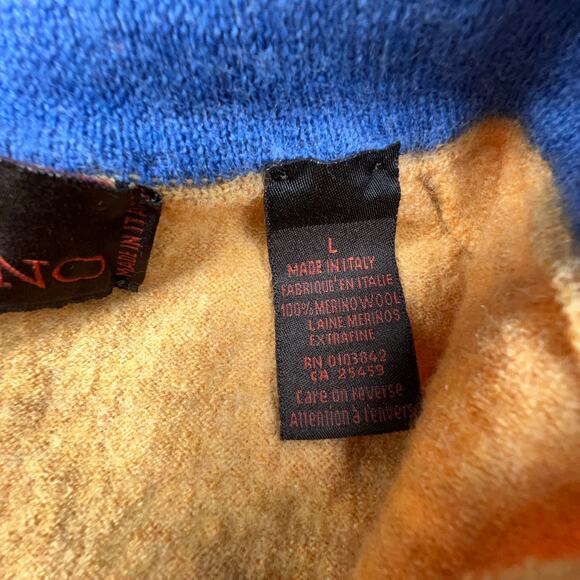 L
MADE IN ITALY
FABRIQUE' EN ITALIE
100% MERINO WOOL
LAINE MERINOS
EXTRAFINE
RN 0103842
CA 25459
Care on reverse
Attention à l'envers
NO